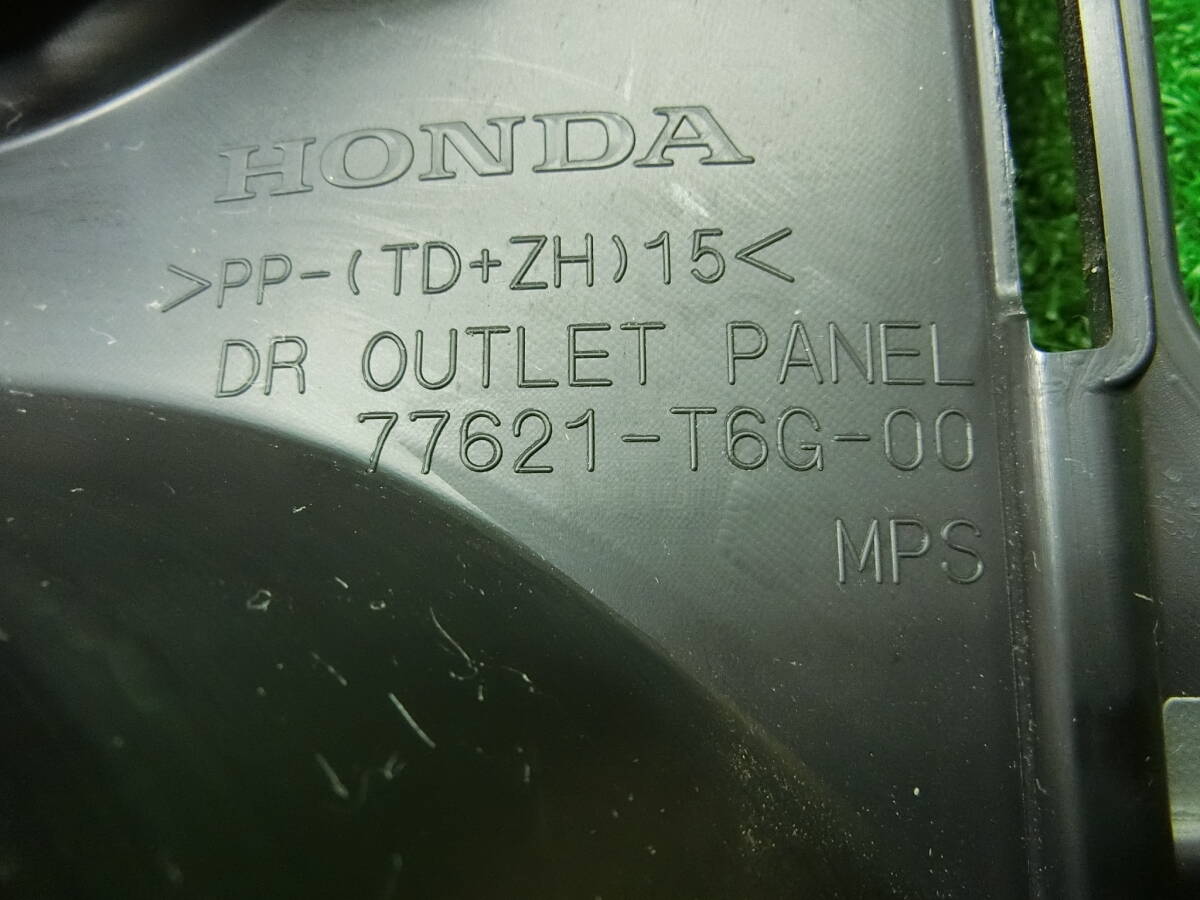 HONDA
>PP-(TD+ZH)15<
DR OUTLET PANEL
77621-T6G-00
MPS